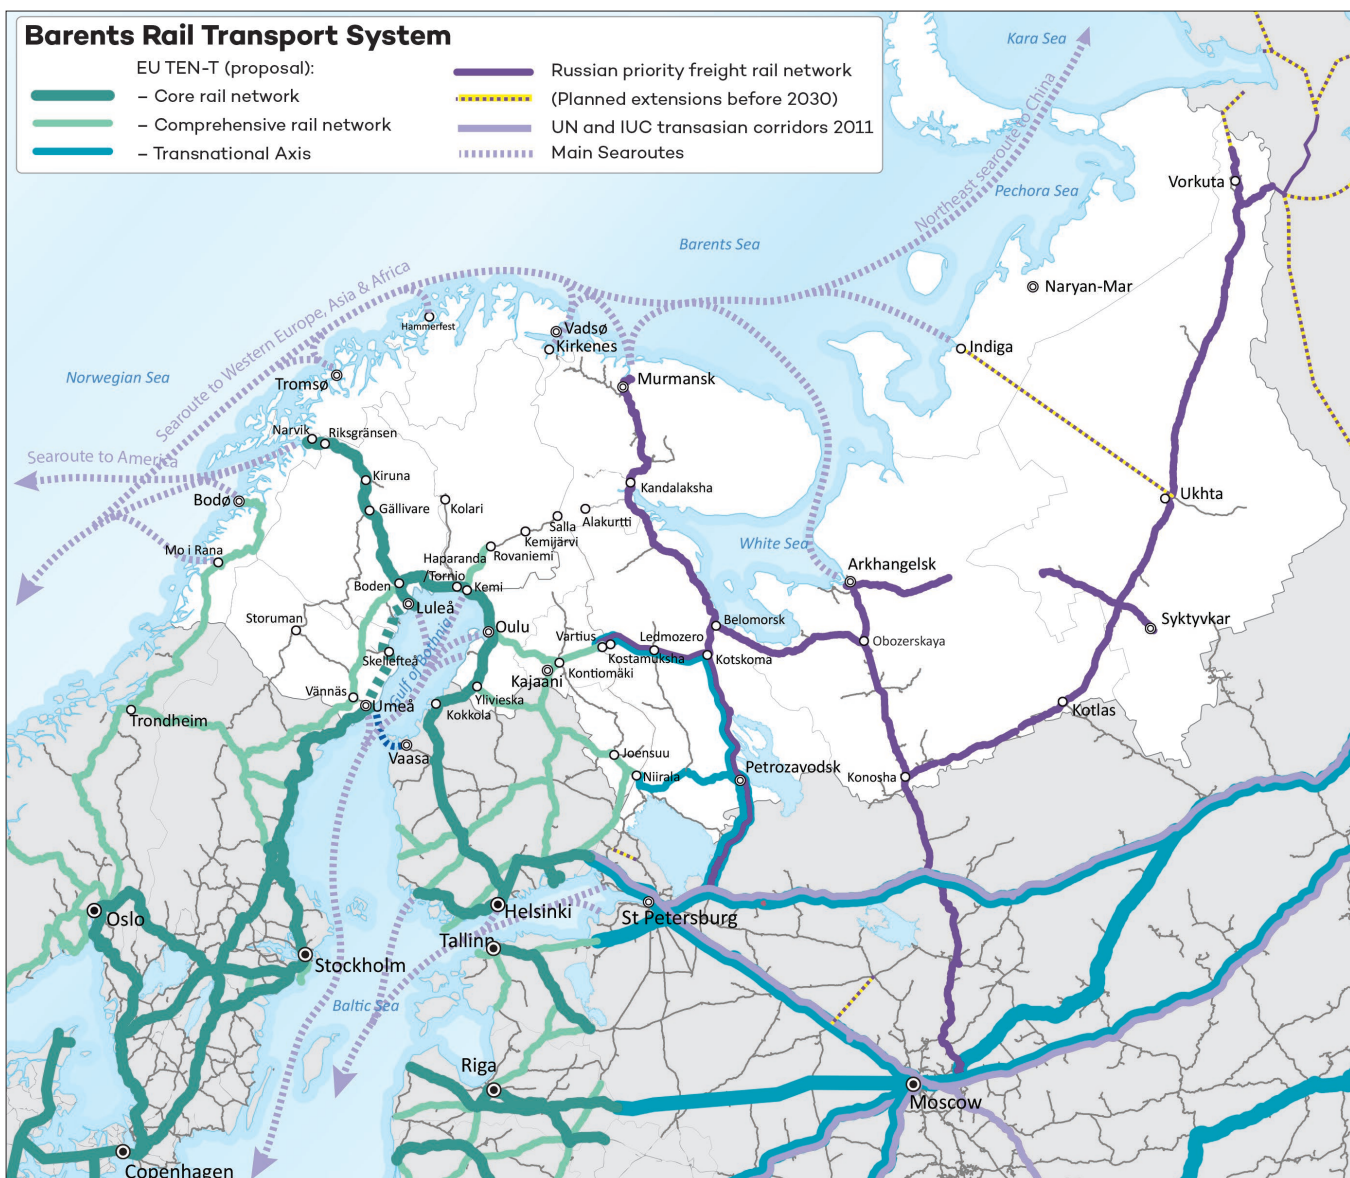 Barents Rail Transport System
EU TEN-T (proposal):
– Core rail network
– Comprehensive rail network
– Transnational Axis
Russian priority freight rail network
(Planned extensions before 2030)
UN and IUC transasian corridors 2011
Main Searoutes
Kara Sea
Northeast searoute to China
Pechora Sea
Vorkuta
Barents Sea
Searoute to Western Europe, Asia & Africa
Naryan-Mar
Hammerfest
Vadsø
Kirkenes
Indiga
Norwegian Sea
Tromsø
Murmansk
Narvik
Riksgränsen
Searoute to America
Kiruna
Kandalaksha
Bodø
Gällivare
Kolari
Ukhta
Salla
Alakurtti
Kemijärvi
Mo i Rana
Haparanda
/Tornio
Rovaniemi
White Sea
Arkhangelsk
Boden
Kemi
Luleå
Storuman
Oulu
Gulf of Bothnia
Vartius
Ledmozero
Belomorsk
Syktyvkar
Obozerskaya
Skellefteå
Kostamuksha
Kotskoma
Kontiomäki
Kajaani
Vännäs
Umeå
Ylivieska
Kokkola
Kotlas
Trondheim
Vaasa
Joensuu
Niirala
Petrozavodsk
Konosha
Oslo
Helsinki
St Petersburg
Tallinn
Stockholm
Baltic Sea
Riga
Moscow
Copenhagen